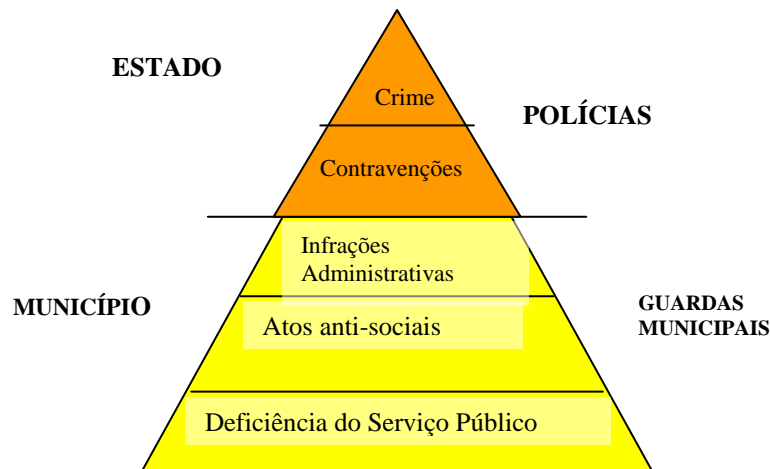 ESTADO
Crime
POLÍCIAS
Contravenções
Infrações
Administrativas
MUNICÍPIO
GUARDAS
MUNICIPAIS
Atos anti-sociais
Deficiência do Serviço Público